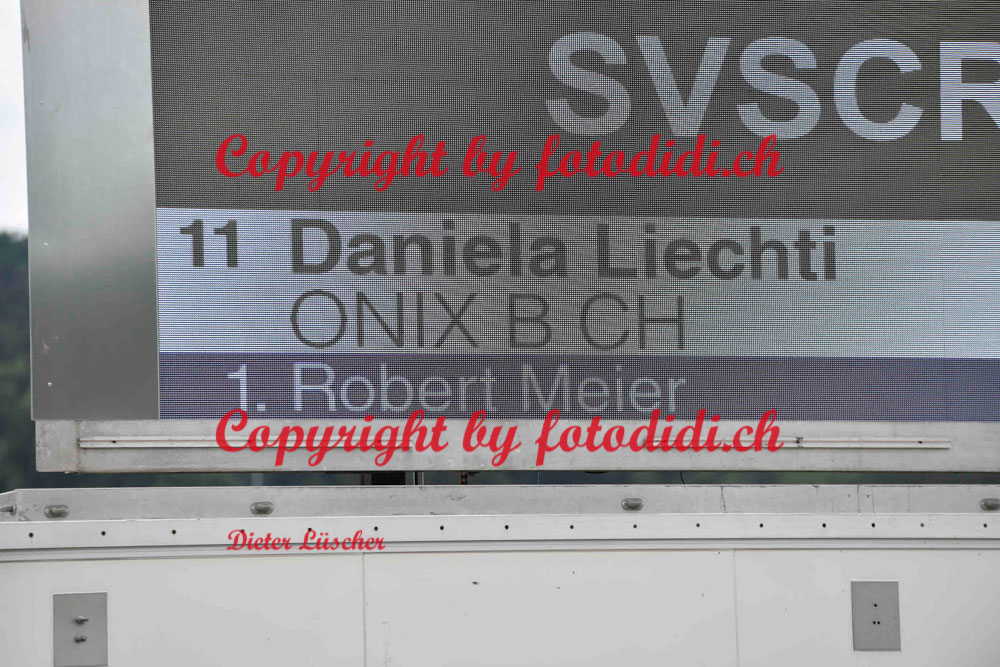 SVSCR
Copyright by fotodidi.ch
11 Daniela Liechti
ONIX B CH
1. Robert Meier
Copyright by fotodidi.ch
Dieter Lüscher